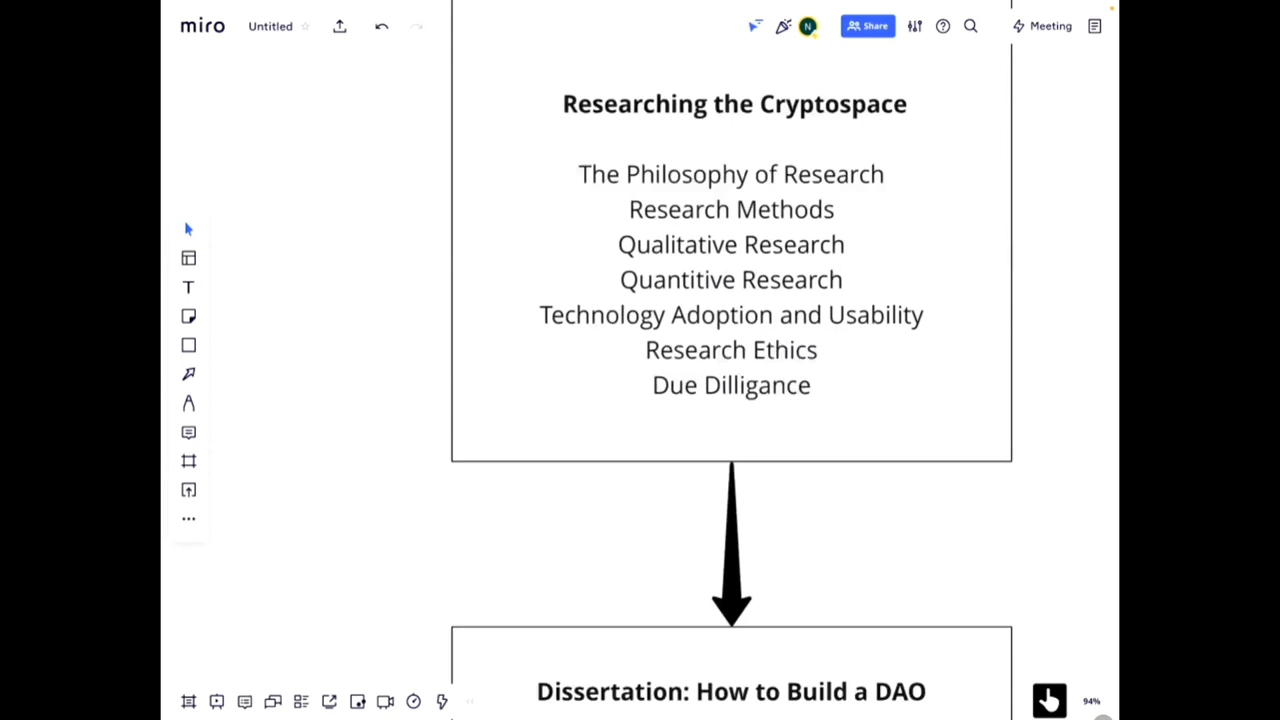 miro Untitled Share Meeting
N
Researching the Cryptospace
The Philosophy of Research
Research Methods
Qualitative Research
Quantitive Research
Technology Adoption and Usability
Research Ethics
Due Dilligance
Dissertation: How to Build a DAO
94%